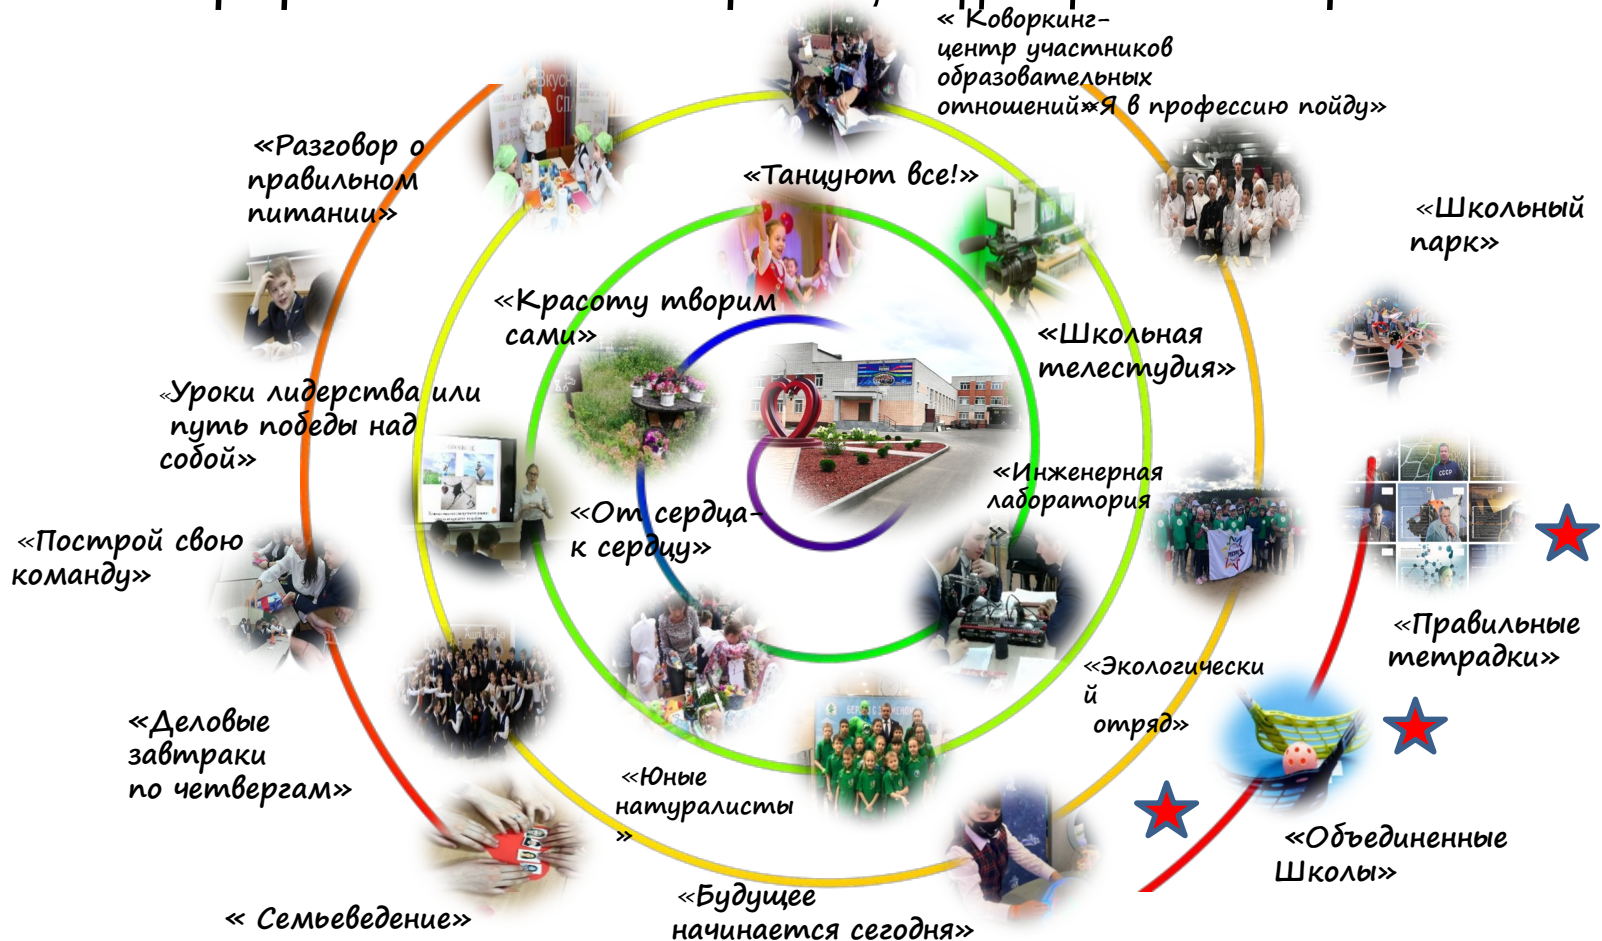 « Коворкинг-
центр участников
образовательных
отношений»
«Я в профессию пойду»
«Разговор о
правильном
питании»
«Танцуют все!»
«Школьный
парк»
«Красоту творим
сами»
«Школьная
телестудия»
«Уроки лидерства или
путь победы над
собой»
«Инженерная
лаборатория
»
«От сердца-
к сердцу»
«Построй свою
команду»
«Правильные
тетрадки»
«Экологически
й
отряд»
«Деловые
завтраки
по четвергам»
«Юные
натуралисты
»
«Объединенные
Школы»
«Будущее
начинается сегодня»
« Семьеведение»